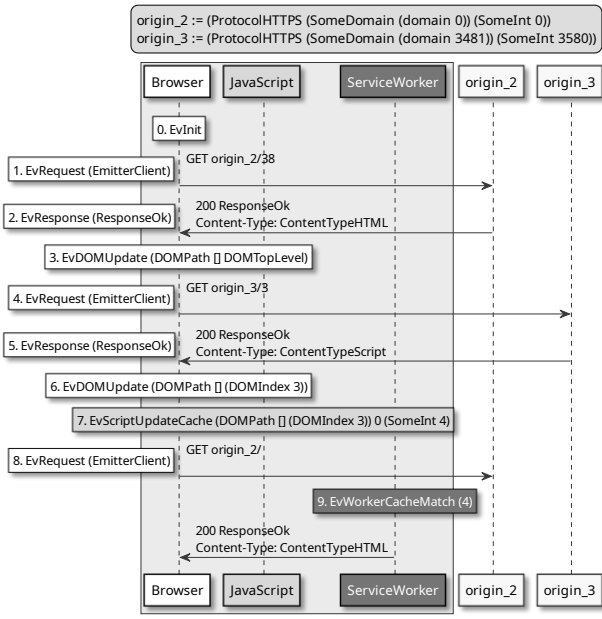 origin_2 := (ProtocolHTTPS (SomeDomain (domain 0)) (SomeInt 0))
origin_3 := (ProtocolHTTPS (SomeDomain (domain 3481)) (SomeInt 3580))
Browser JavaScript ServiceWorker origin_2 origin_3
0. EvInit
1. EvRequest (EmitterClient) GET origin_2/38
2. EvResponse (ResponseOk) 200 ResponseOk
Content-Type: ContentTypeHTML
3. EvDOMUpdate (DOMPath [] DOMTopLevel)
4. EvRequest (EmitterClient) GET origin_3/3
5. EvResponse (ResponseOk) 200 ResponseOk
Content-Type: ContentTypeScript
6. EvDOMUpdate (DOMPath [] (DOMIndex 3))
7. EvScriptUpdateCache (DOMPath [] (DOMIndex 3)) 0 (SomeInt 4)
8. EvRequest (EmitterClient) GET origin_2/
9. EvWorkerCacheMatch (4)
200 ResponseOk
Content-Type: ContentTypeHTML
Browser JavaScript ServiceWorker origin_2 origin_3